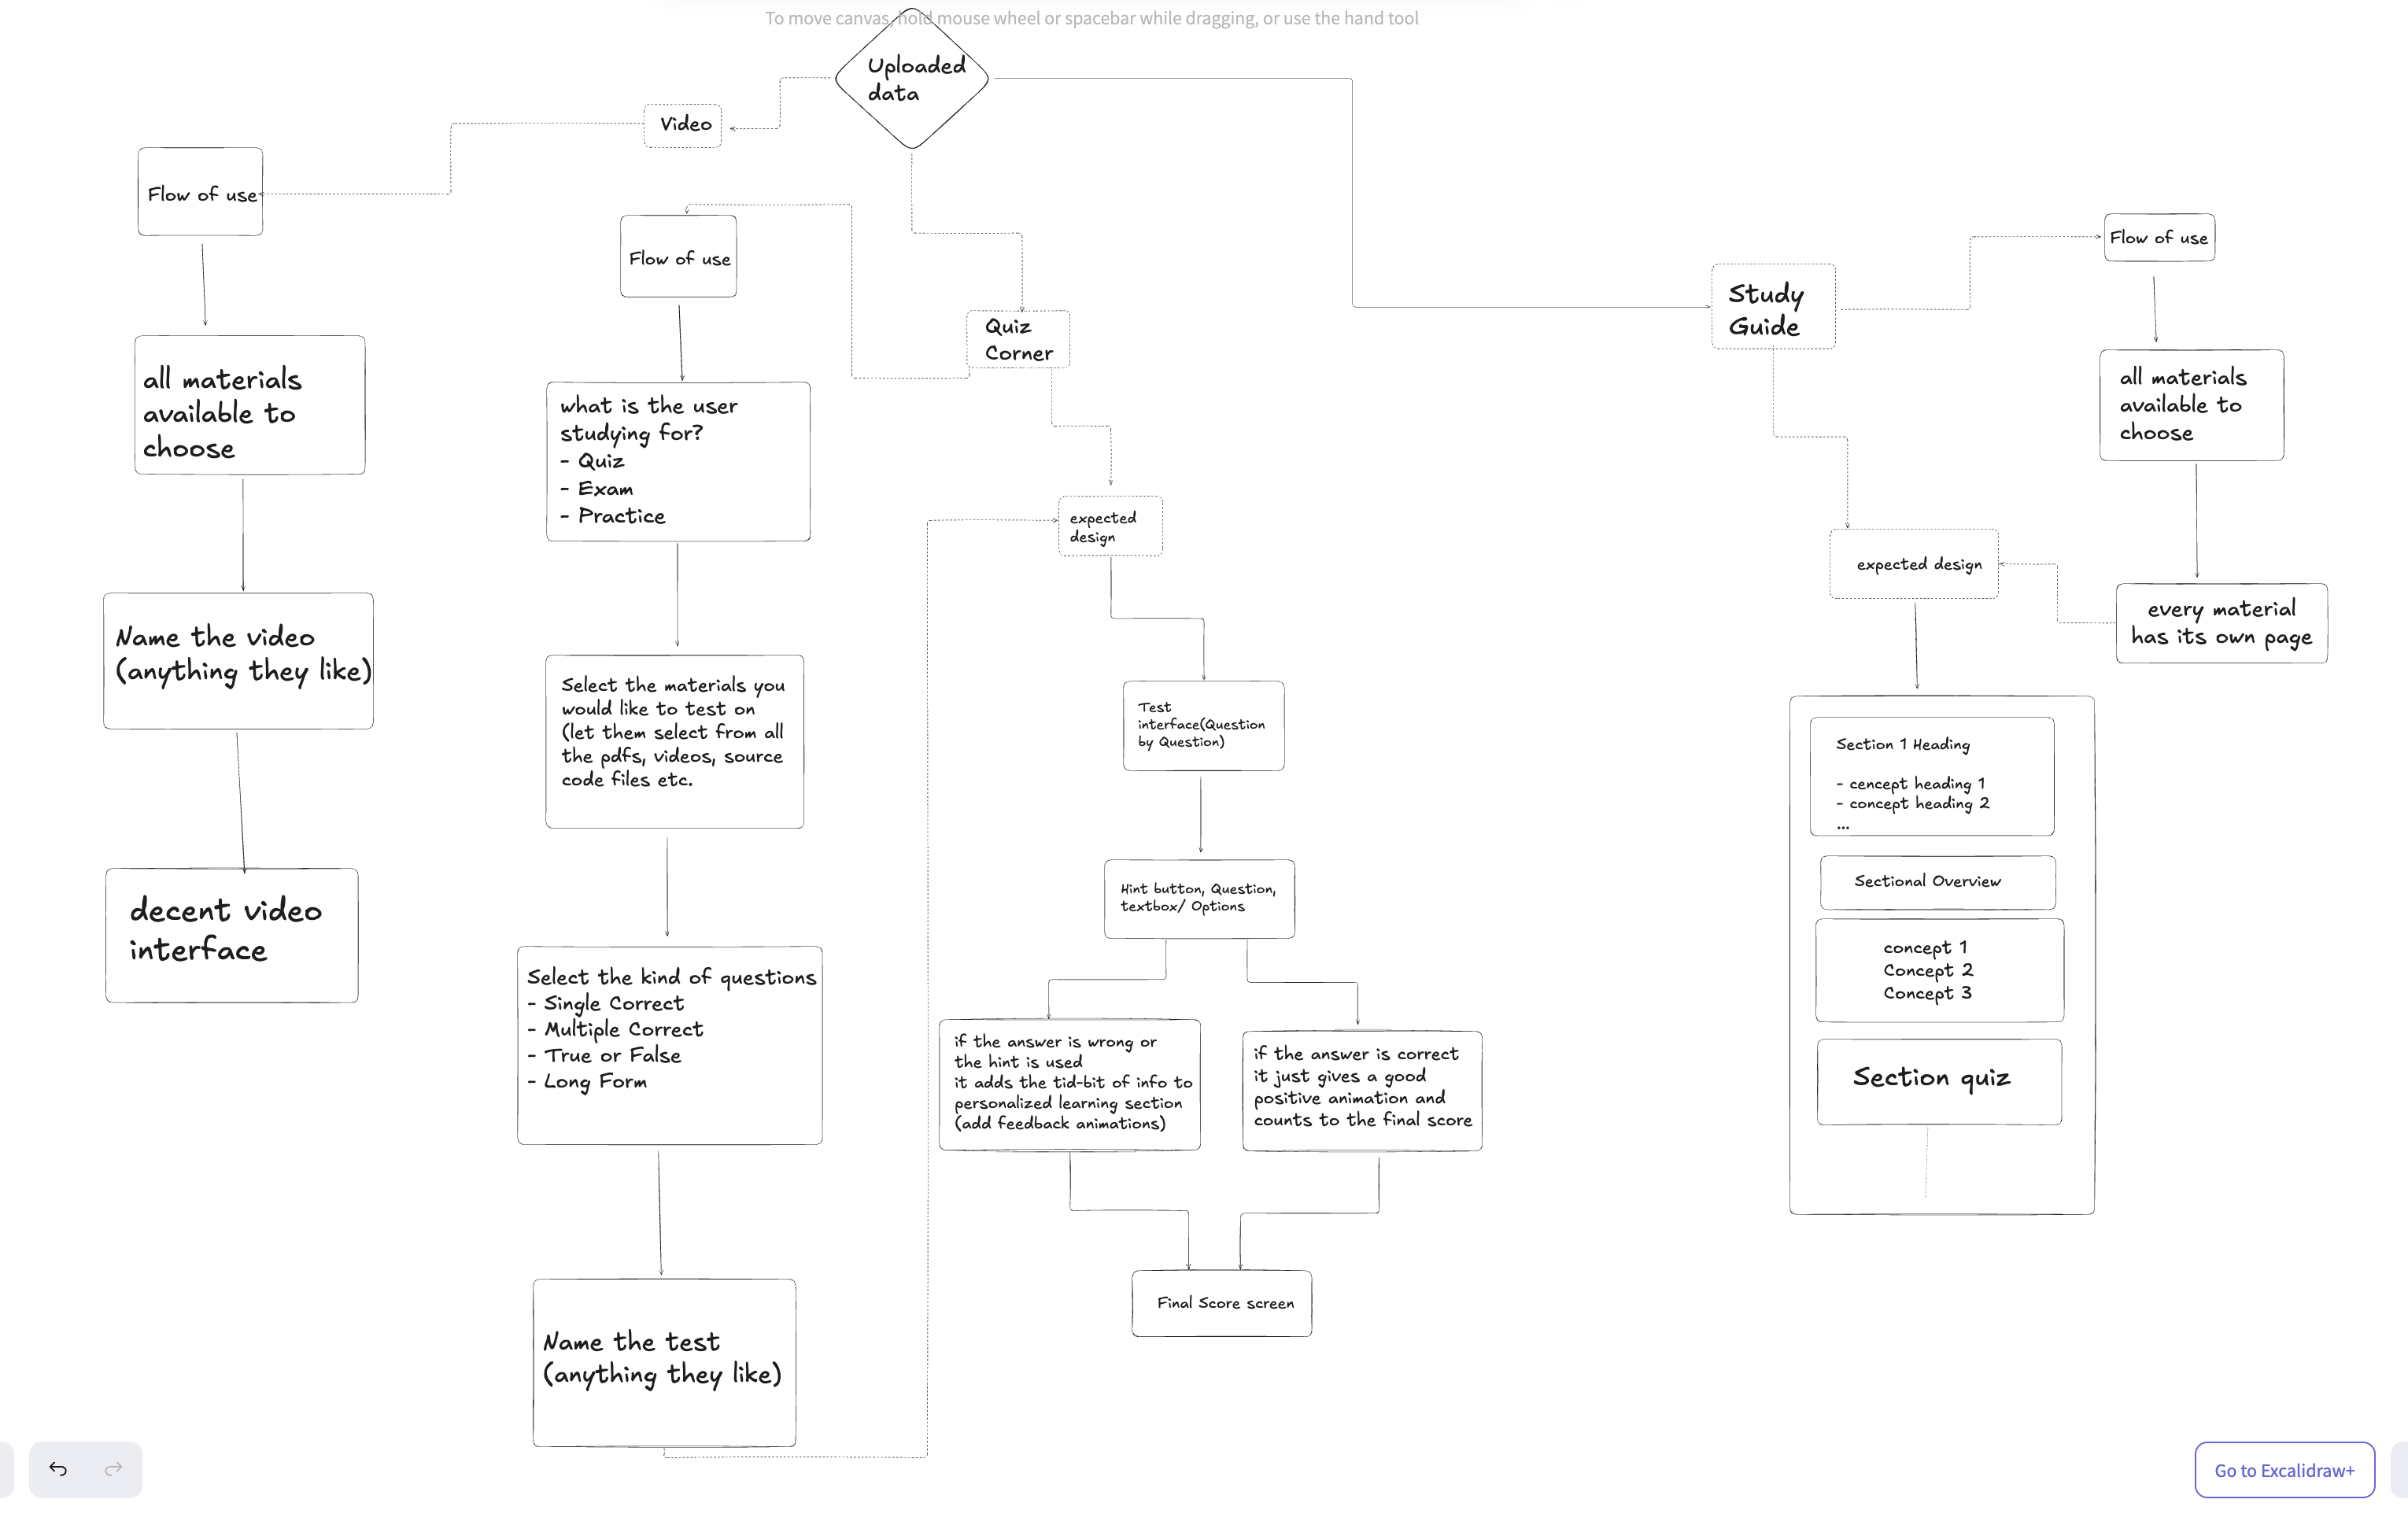 To move canvas, hold mouse wheel or spacebar while dragging, or use the hand tool
Uploaded
data
Video
Flow of use
all materials
available to
choose
Name the video
(anything they like)
decent video
interface
Flow of use
what is the user
studying for?
- Quiz
- Exam
- Practice
Select the materials you
would like to test on
(let them select from all
the pdfs, videos, source
code files etc.
Select the kind of questions
- Single Correct
- Multiple Correct
- True or False
- Long Form
Name the test
(anything they like)
Quiz
Corner
expected
design
Test
interface(Question
by Question)
Hint button, Question,
textbox/ Options
if the answer is wrong or
the hint is used
it adds the tid-bit of info to
personalized learning section
(add feedback animations)
if the answer is correct
it just gives a good
positive animation and
counts to the final score
Final Score screen
Study
Guide
Flow of use
all materials
available to
choose
every material
has its own page
expected design
Section 1 Heading
- cencept heading 1
- concept heading 2
...
Sectional Overview
concept 1
Concept 2
Concept 3
Section quiz
Go to Excalidraw+